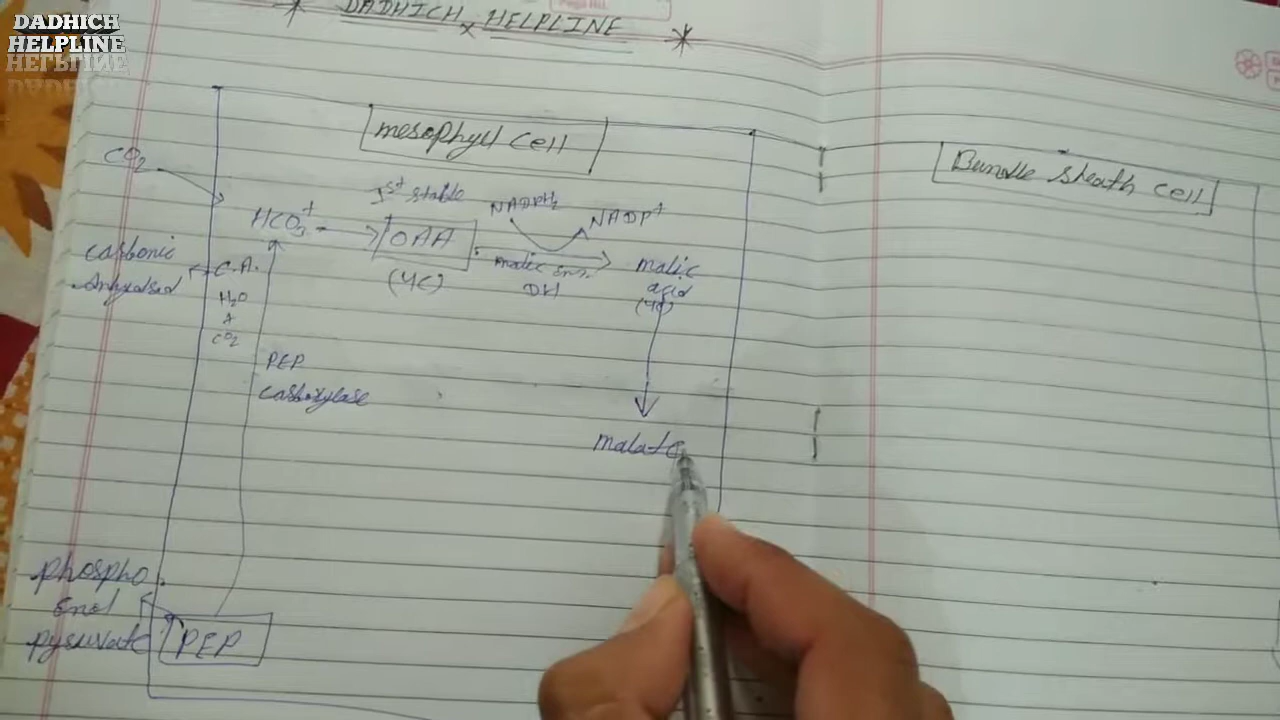 DADHICH
HELPLINE
DADHICH HELPLINE
mesophyll cell
Bundle sheath cell
CO2
1st stable
NADPH2
NADP+
HCO3+
OAA
(4C)
malic enz.
DH
malic
acid
(4C)
carbonic
C.A.
H2O
CO2
PEP
carboxylase
malate
phospho
enol
pyruvate
PEP